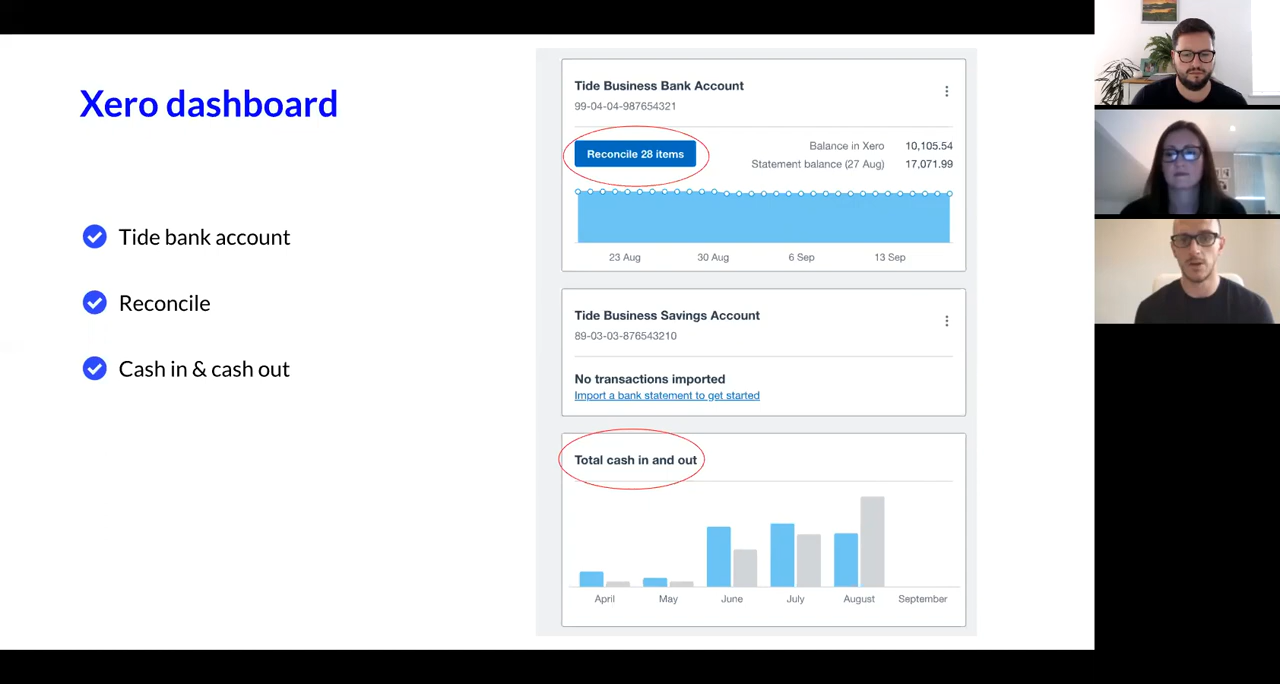 Xero dashboard
Tide bank account
Reconcile
Cash in & cash out
Tide Business Bank Account
99-04-04-987654321
Reconcile 28 items
Balance in Xero 10,105.54
Statement balance (27 Aug) 17,071.99
23 Aug 30 Aug 6 Sep 13 Sep
Tide Business Savings Account
89-03-03-876543210
No transactions imported
Import a bank statement to get started
Total cash in and out
April May June July August September